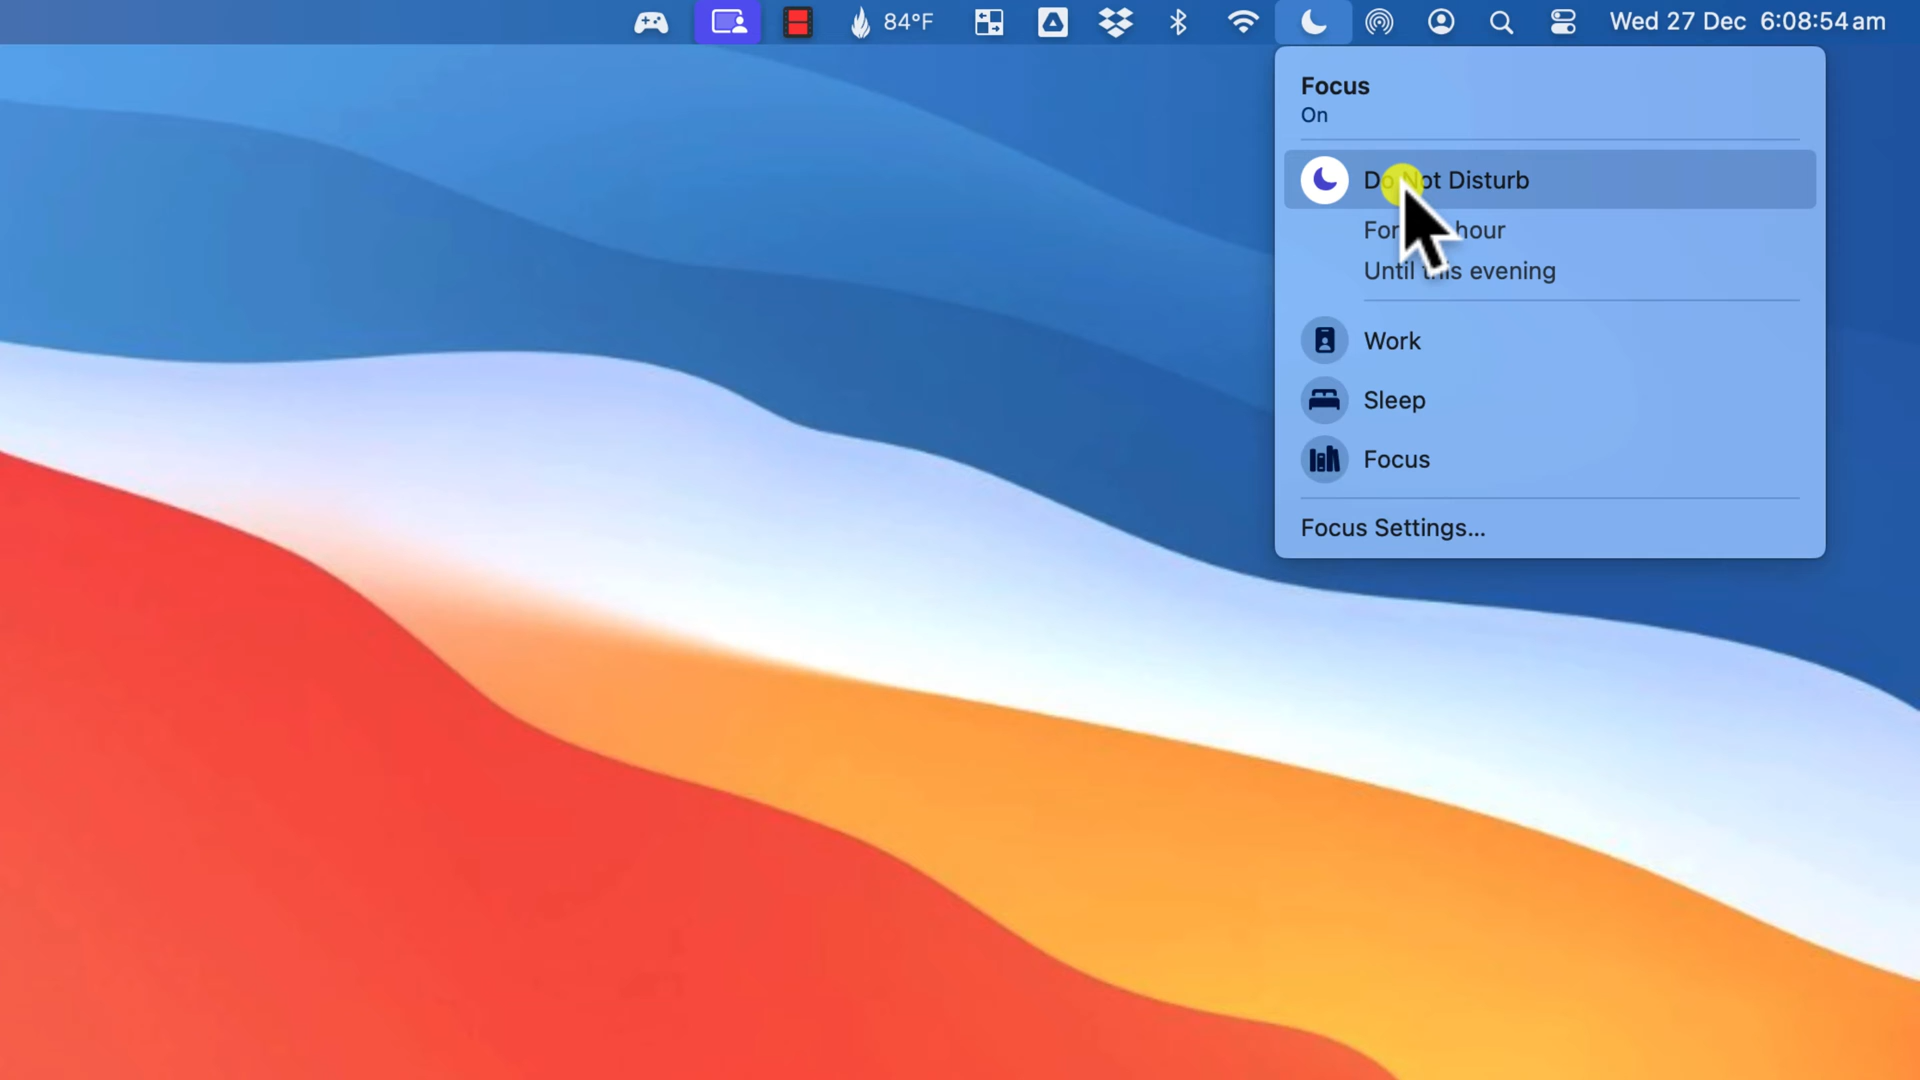 84°F
Wed 27 Dec 6:08:54 am
Focus
On
Do Not Disturb
For hour
Until this evening
Work
Sleep
Focus
Focus Settings...